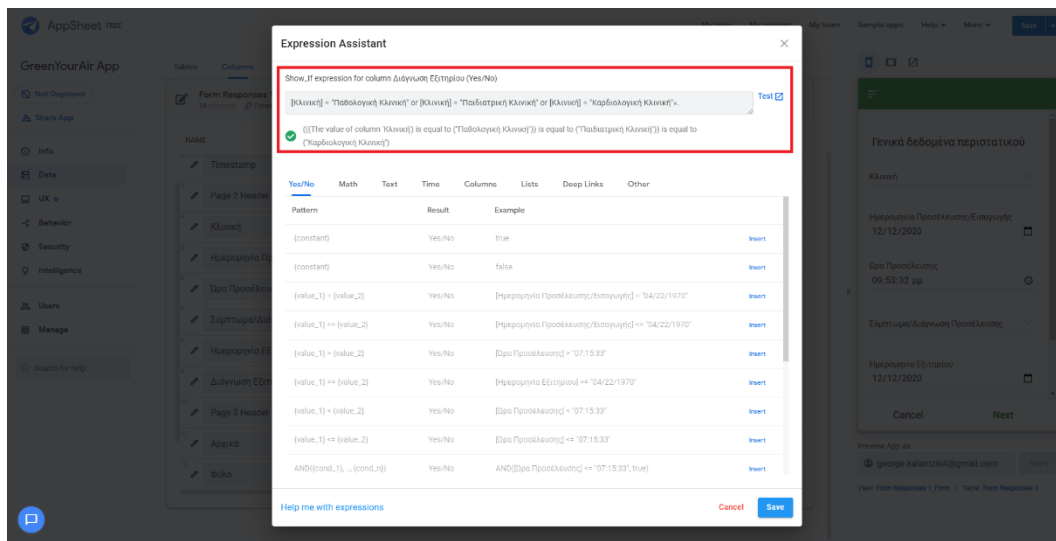 AppSheet FREE
My team Sample apps Help More Save
GreenYourAir App
Tables Columns
Not Deployed
Share App
Info
Data
UX
Behavior
Security
Intelligence
Users
Manage
Search for help
Form Responses
NAME
Timestamp
Page 2 Header
Κλινική
Page 3 Header
Αρχικά
Φύλο
Expression Assistant
Show_If expression for column Διάγνωση Εξιτηρίου (Yes/No)
[Κλινική] = "Παθολογική Κλινική" or [Κλινική] = "Παιδιατρική Κλινική" or [Κλινική] = "Καρδιολογική Κλινική"».
Test
(((The value of column 'Κλινική') is equal to ("Παθολογική Κλινική")) is equal to ("Παιδιατρική Κλινική")) is equal to
("Καρδιολογική Κλινική")
Yes/No Math Text Time Columns Lists Deep Links Other
Pattern Result Example
(constant) Yes/No true Insert
(constant) Yes/No false Insert
(value_1) = (value_2) Yes/No [Ημερομηνία Προσέλευσης/Εισαγωγής] = "04/22/1970" Insert
(value_1) <> (value_2) Yes/No [Ημερομηνία Προσέλευσης/Εισαγωγής] <> "04/22/1970" Insert
(value_1) > (value_2) Yes/No [Ώρα Προσέλευσης] > "07:15:33" Insert
(value_1) >= (value_2) Yes/No [Ημερομηνία Εξιτηρίου] >= "04/22/1970" Insert
(value_1) < (value_2) Yes/No [Ώρα Προσέλευσης] < "07:15:33" Insert
(value_1) <= (value_2) Yes/No [Ώρα Προσέλευσης] <= "07:15:33" Insert
AND((cond_1), .., (cond_n)) Yes/No AND([Ώρα Προσέλευσης] <= "07:15:33", true) Insert
Help me with expressions
Cancel Save
Γενικά δεδομένα περιστατικού
Κλινική
Ημερομηνία Προσέλευσης/Εισαγωγής
12/12/2020
Ώρα Προσέλευσης
09:53:32 μμ
Σύμπτωμα/Διάγνωση Προσέλευσης
Ημερομηνία Εξιτηρίου
12/12/2020
Cancel Next
Preview App as
george.kalantzis4@gmail.com
View: Form Responses 1_Form Table: Form Responses 1